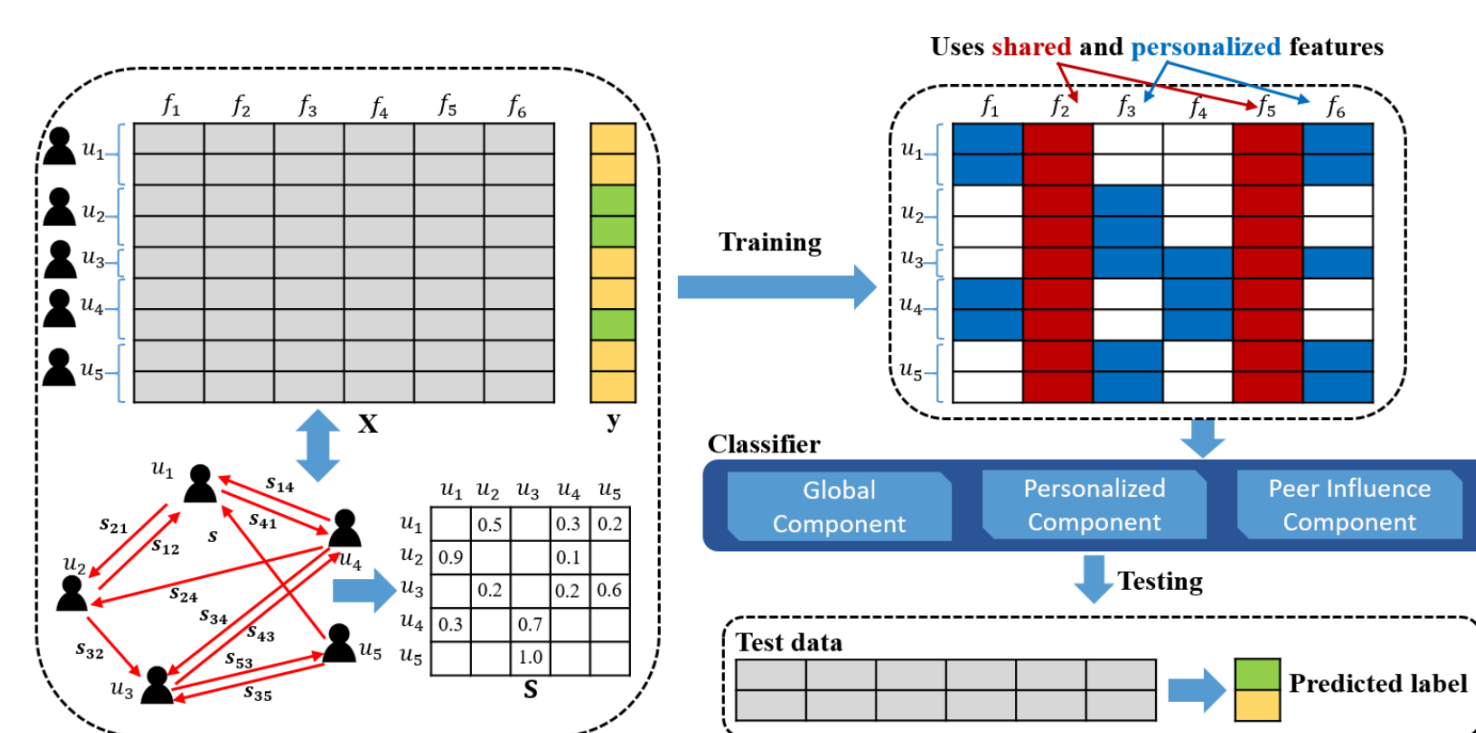 Uses shared and personalized features
f1 f2 f3 f4 f5 f6
u1
u2
u3
u4
u5
X
y
Training
f1 f2 f3 f4 f5 f6
u1
u2
u3
u4
u5
Classifier
Global
Component
Personalized
Component
Peer Influence
Component
Testing
Test data
Predicted label
u1
s14
s41
s21
s12
s
u2
u4
s24
s34
s43
s32
u5
s53
s35
u3
u1 u2 u3 u4 u5
u1 0.5 0.3 0.2
u2 0.9 0.1
u3 0.2 0.2 0.6
u4 0.3 0.7
u5 1.0
S